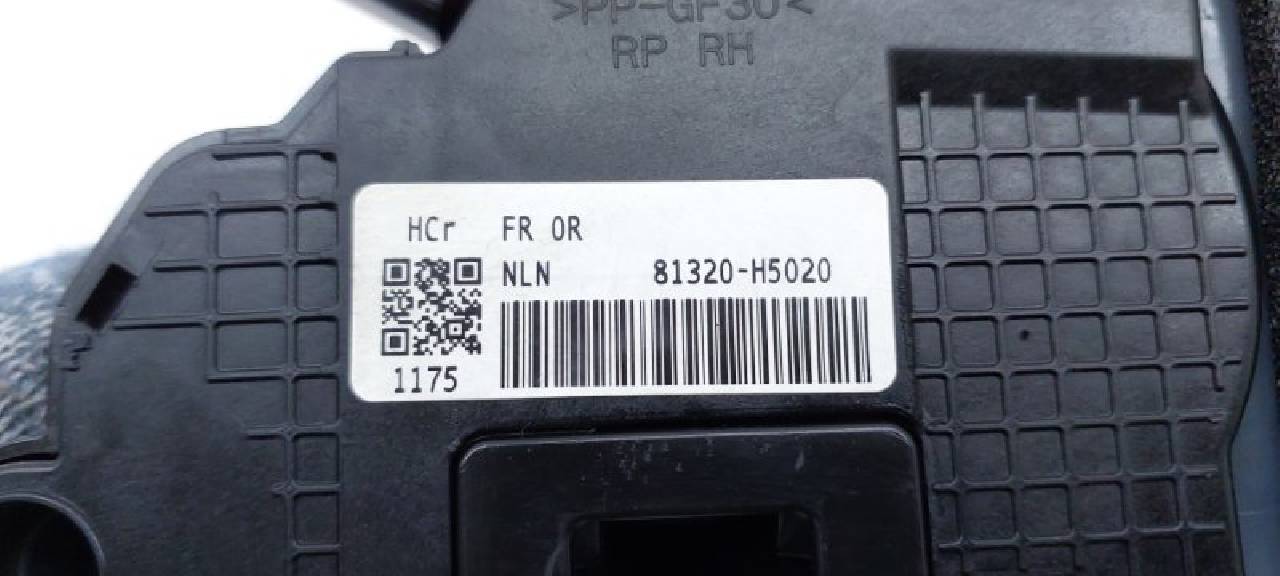 >PP-GF30<
RP RH
HCr FR OR
NLN 81320-H5020
1175